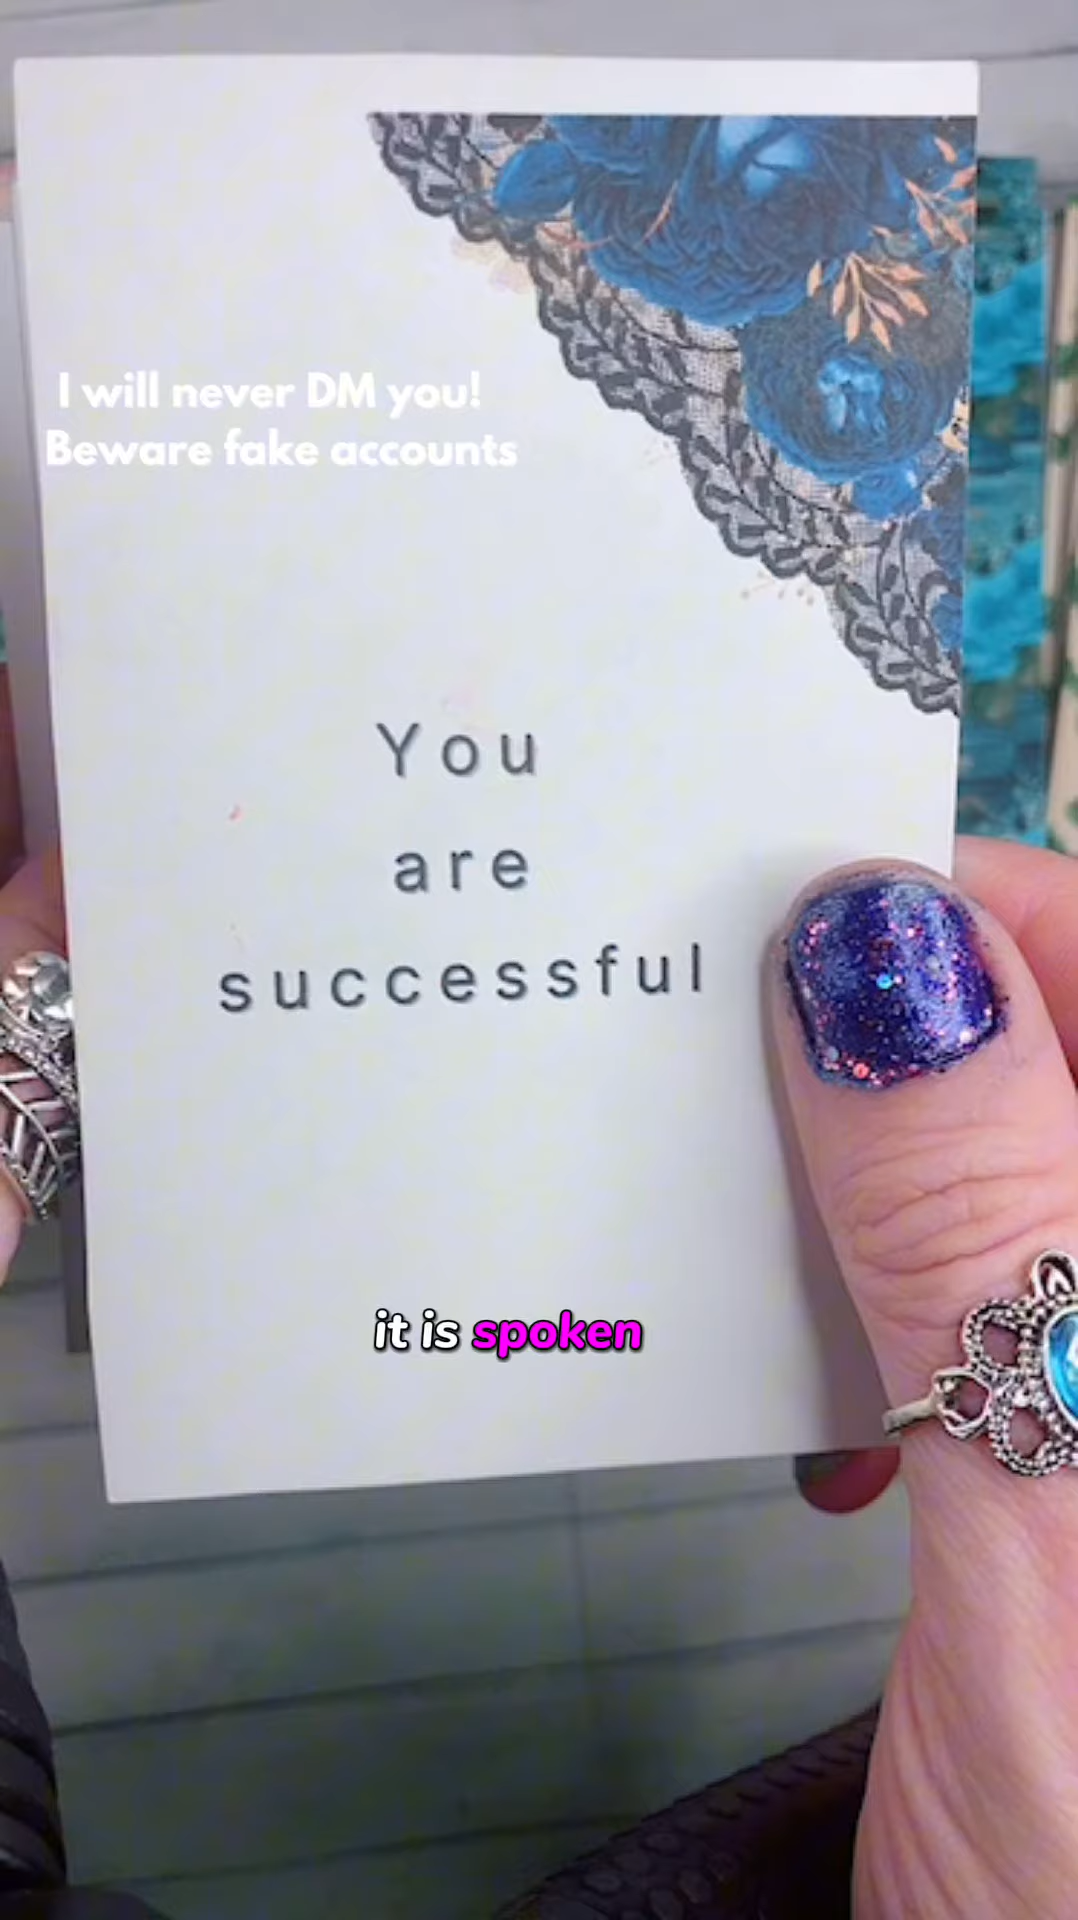 I will never DM you!
Beware fake accounts
You
are
successful
it is spoken